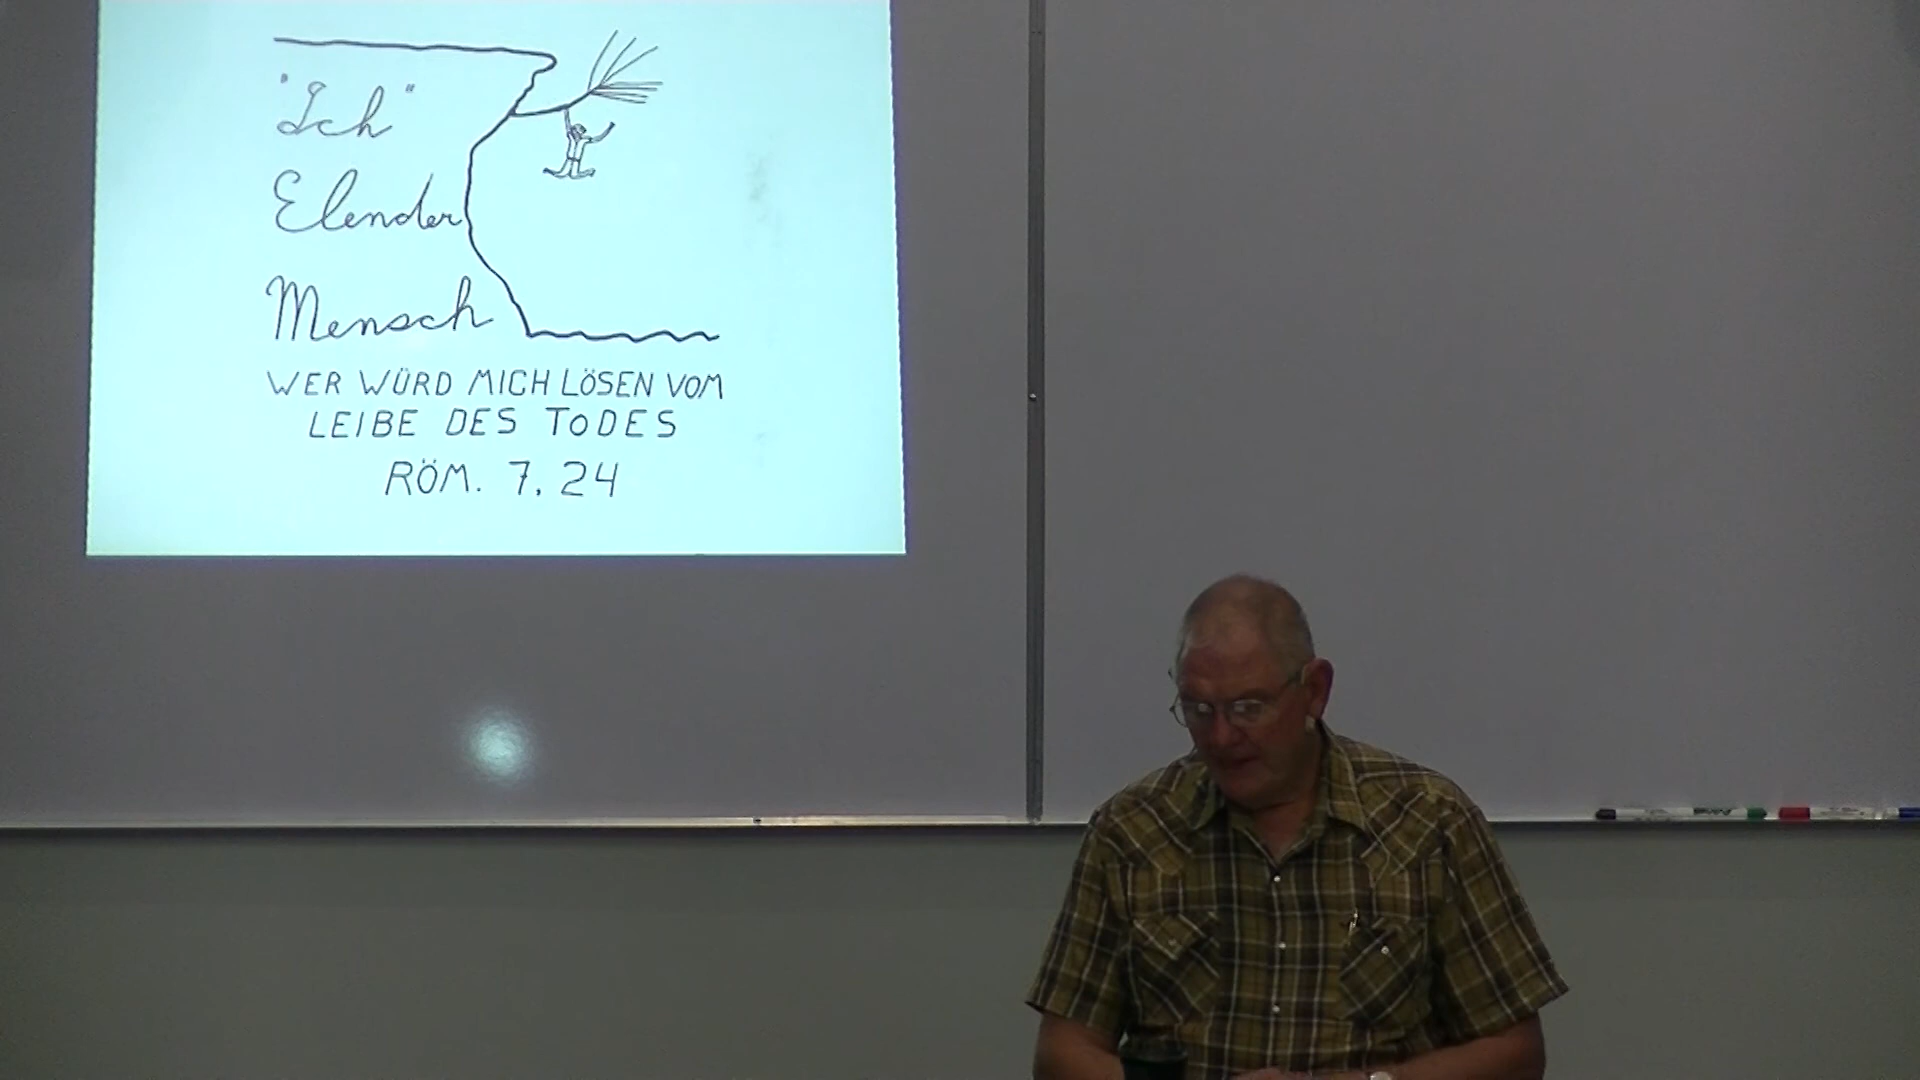 "Ich"
Elender
Mensch
WER WÜRD MICH LÖSEN VOM
LEIBE DES TODES
RÖM. 7, 24